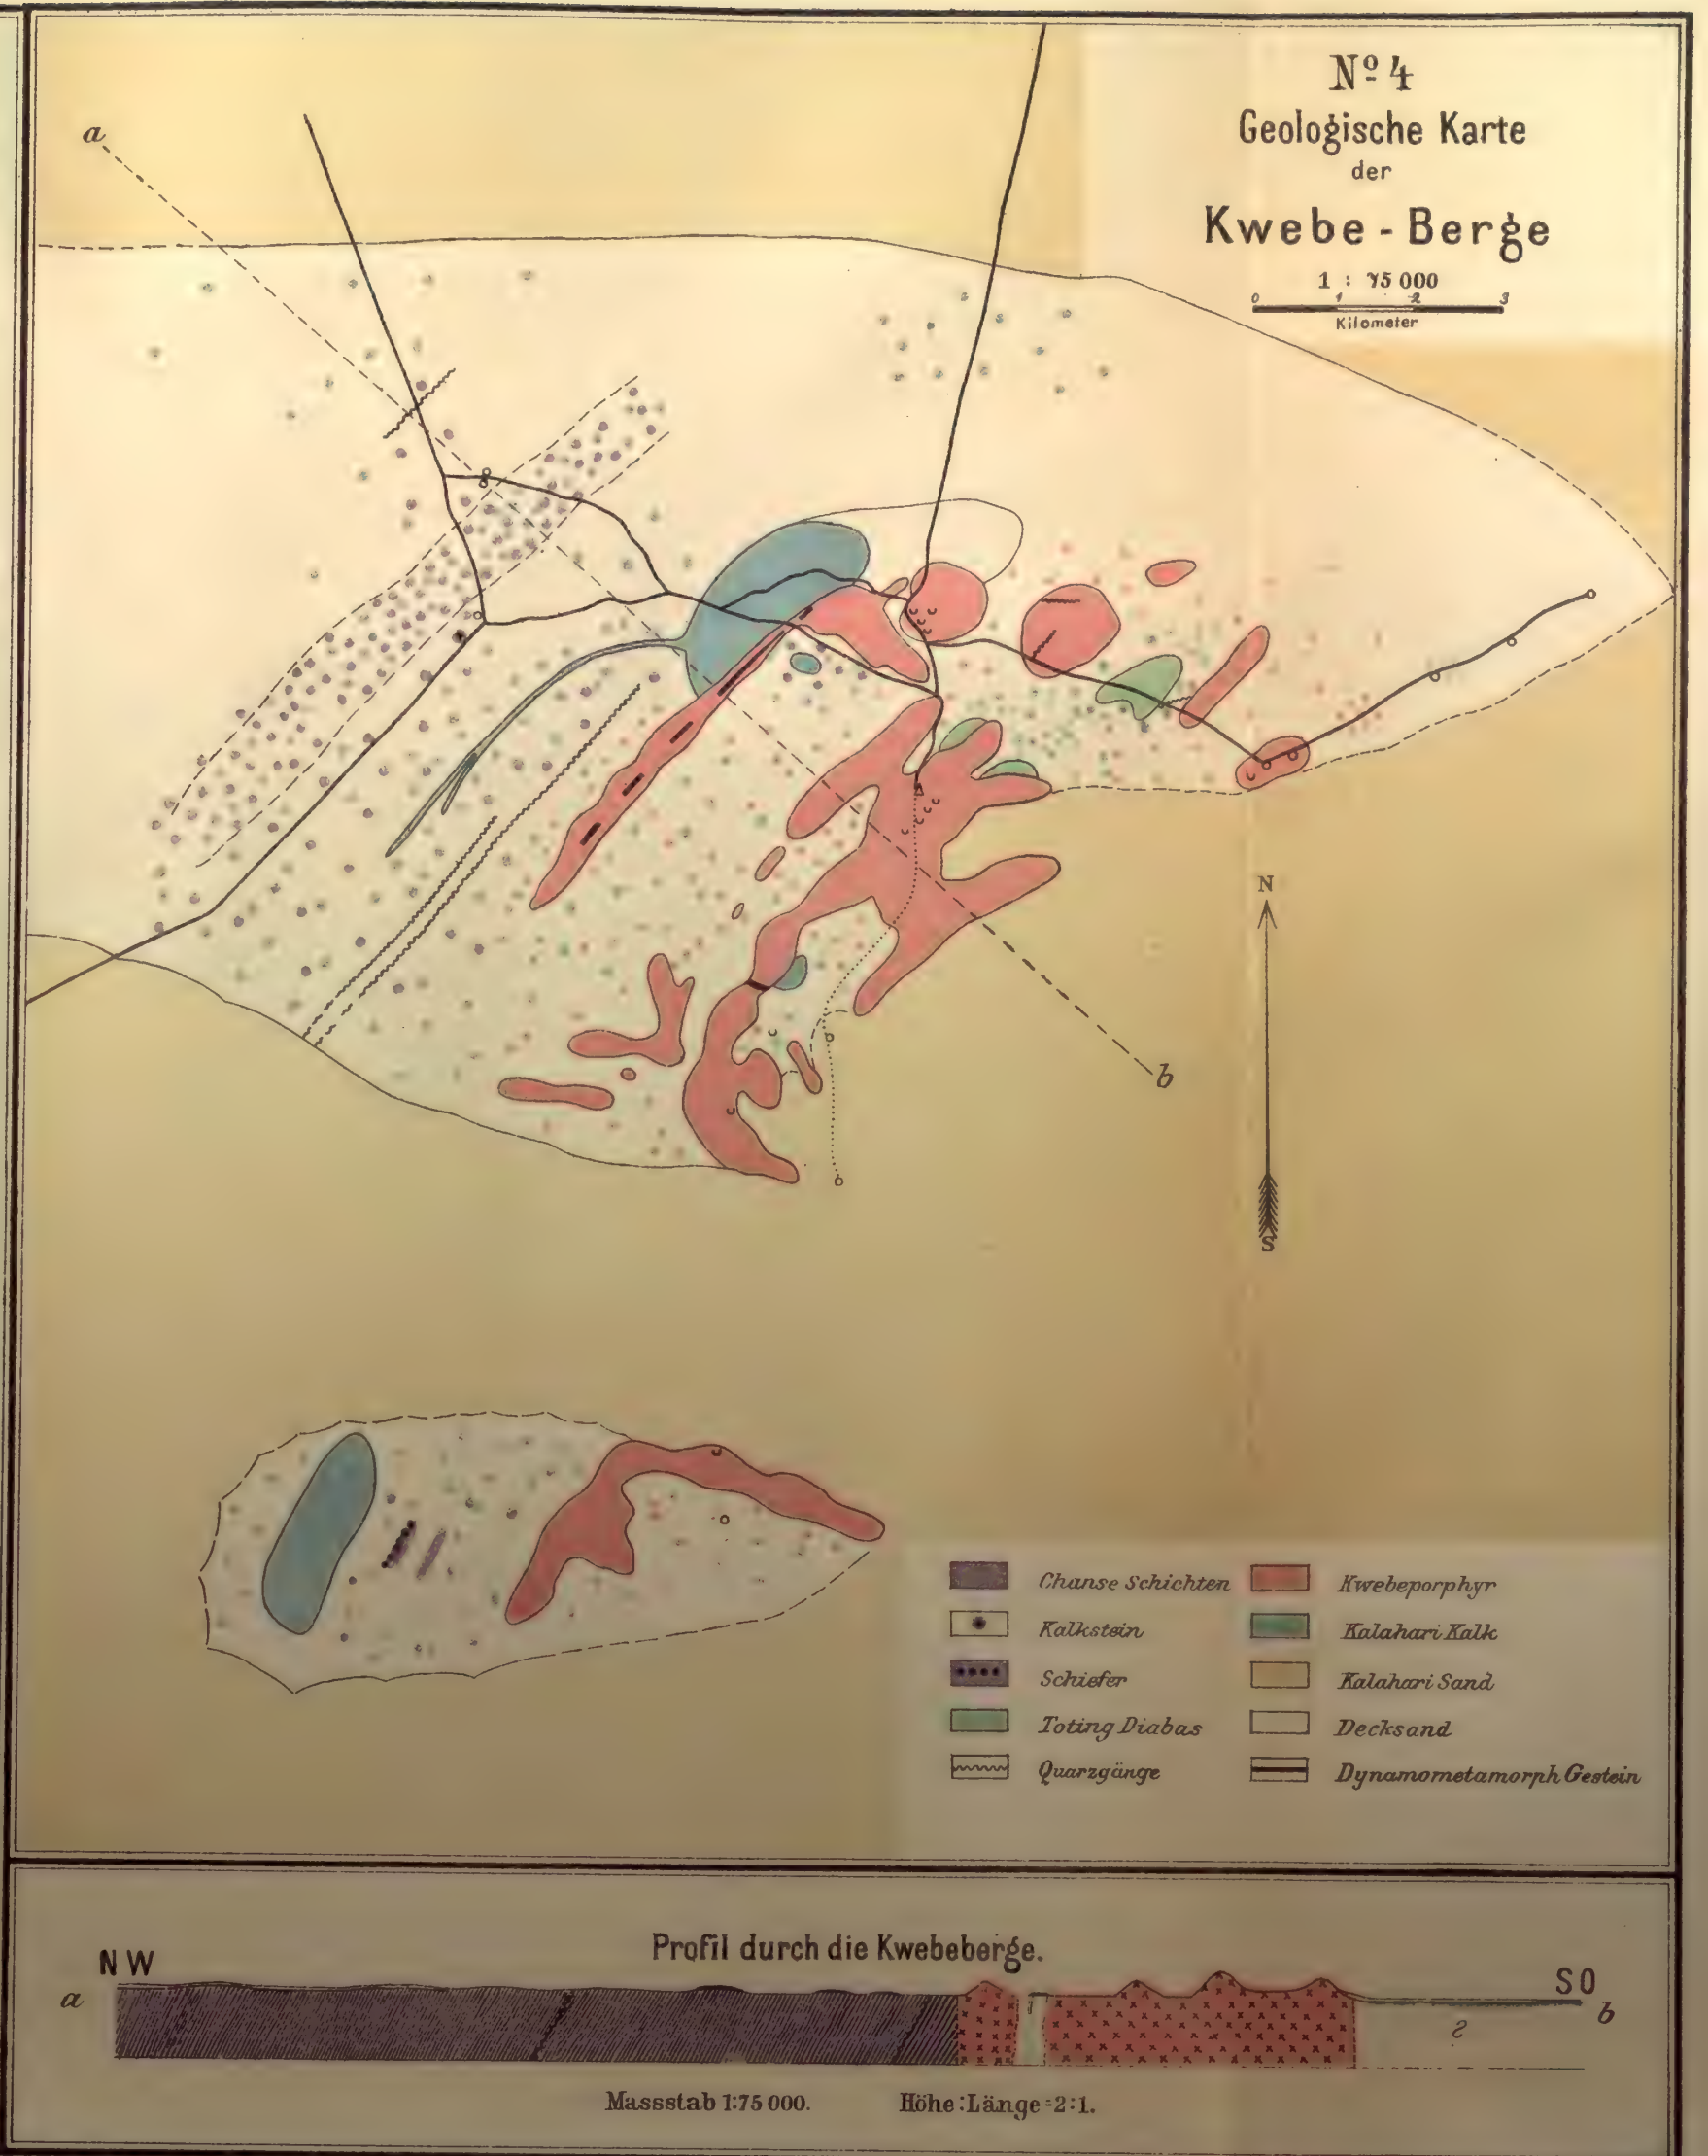 Nº 4
Geologische Karte
der
Kwebe - Berge
1 : 75 000
0 1 2 3
Kilometer
a
b
N
S
Chanse Schichten
Kalkstein
Schiefer
Toting Diabas
Quarzgänge
Kwebeporphyr
Kalahari Kalk
Kalahari Sand
Decksand
Dynamometamorph Gestein
Profil durch die Kwebeberge.
NW
a
SO
b
?
Massstab 1:75 000. Höhe:Länge=2:1.